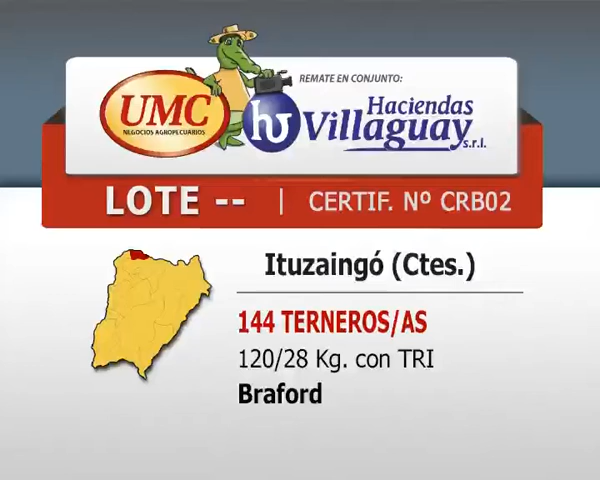 REMATE EN CONJUNTO:
UMC
NEGOCIOS AGROPECUARIOS
hv Haciendas
Villaguay
s.r.l.
LOTE -- | CERTIF. Nº CRB02
Ituzaingó (Ctes.)
144 TERNEROS/AS
120/28 Kg. con TRI
Braford